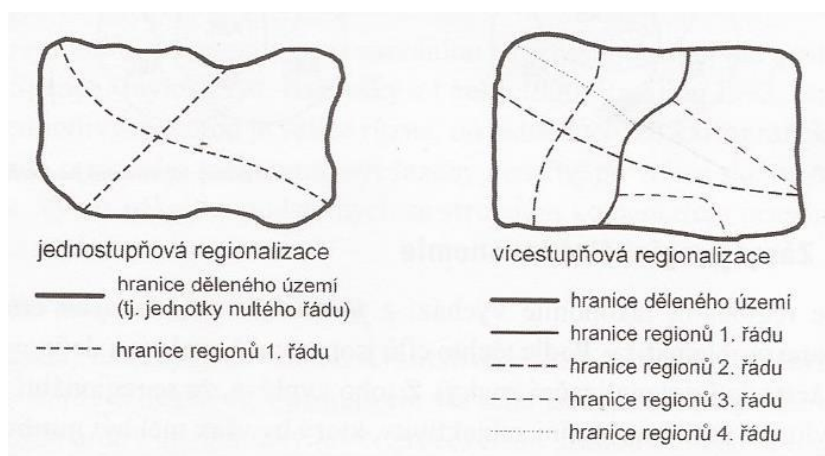 jednostupňová regionalizace
hranice děleného území
(tj. jednotky nultého řádu)
hranice regionů 1. řádu
vícestupňová regionalizace
hranice děleného území
hranice regionů 1. řádu
hranice regionů 2. řádu
hranice regionů 3. řádu
hranice regionů 4. řádu